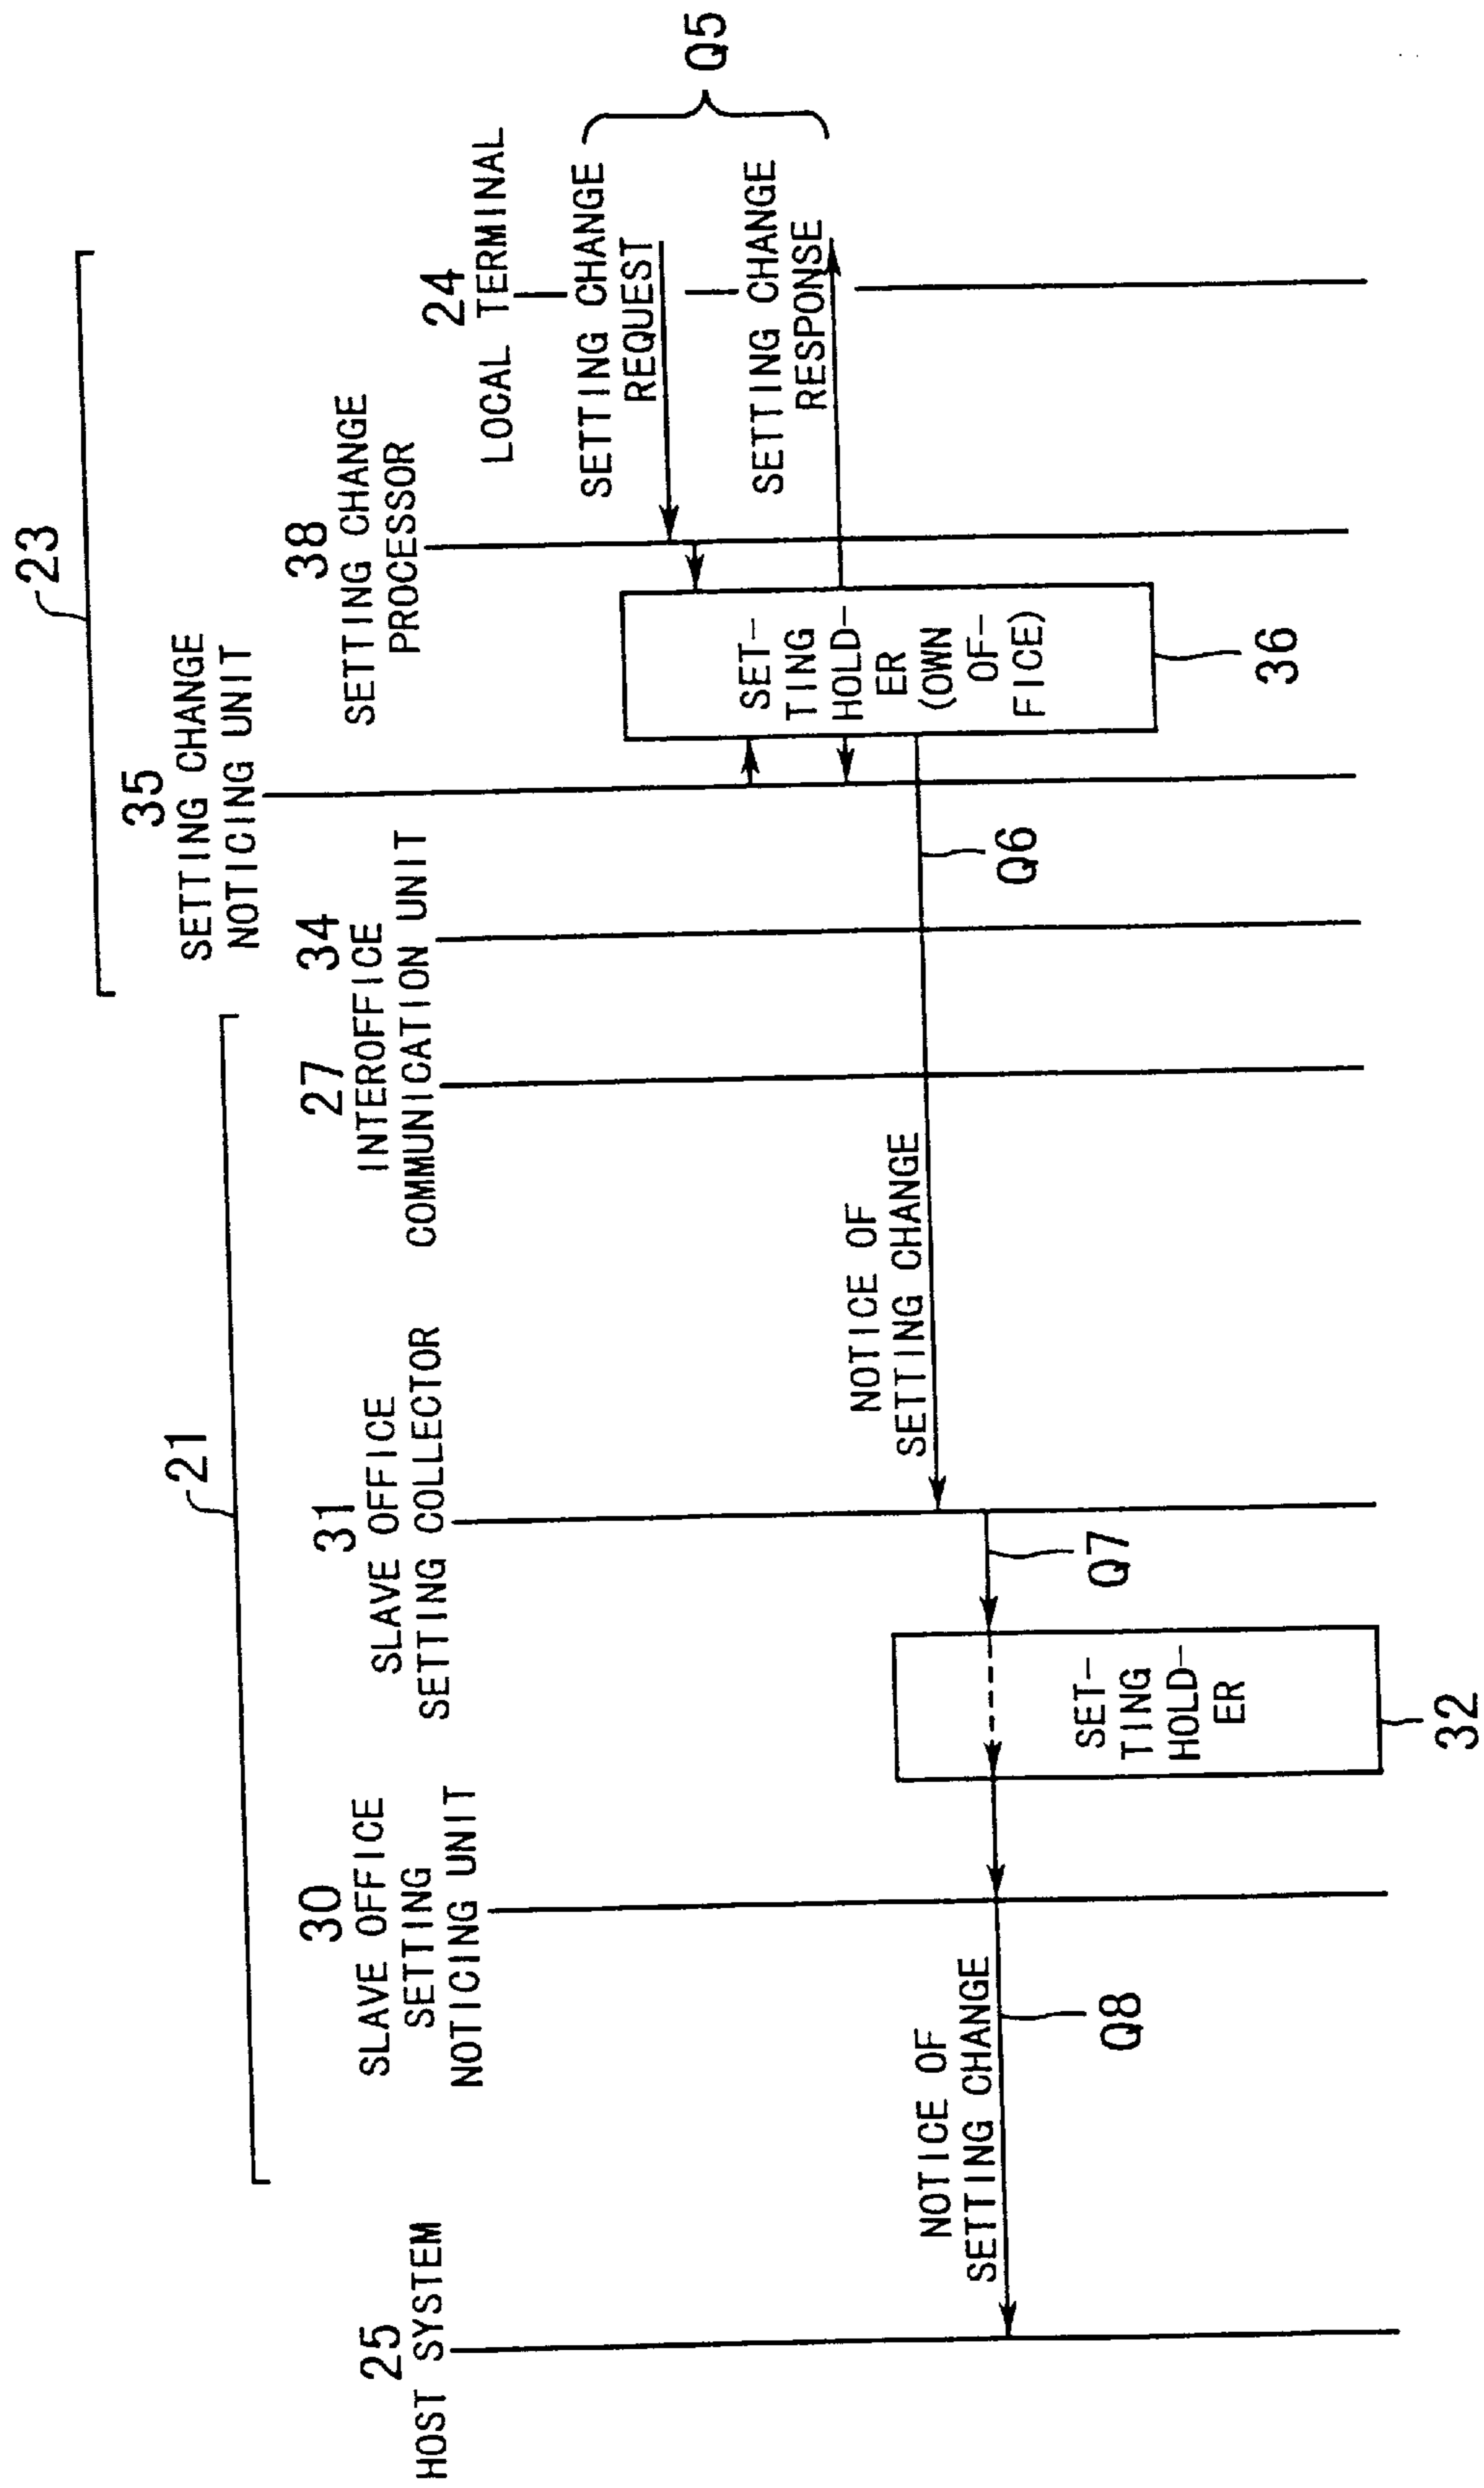 21
23
25
HOST SYSTEM
30
SLAVE OFFICE
SETTING
NOTICING UNIT
31
SLAVE OFFICE
SETTING COLLECTOR
27
34
INTEROFFICE
COMMUNICATION UNIT
35
SETTING CHANGE
NOTICING UNIT
38
SETTING CHANGE
PROCESSOR
24
LOCAL TERMINAL
SETTING CHANGE
REQUEST
SETTING CHANGE
RESPONSE
Q5
SET-
TING
HOLD-
ER
(OWN
OF-
FICE)
36
Q6
NOTICE OF
SETTING CHANGE
Q7
SET-
TING
HOLD-
ER
32
NOTICE OF
SETTING CHANGE
Q8